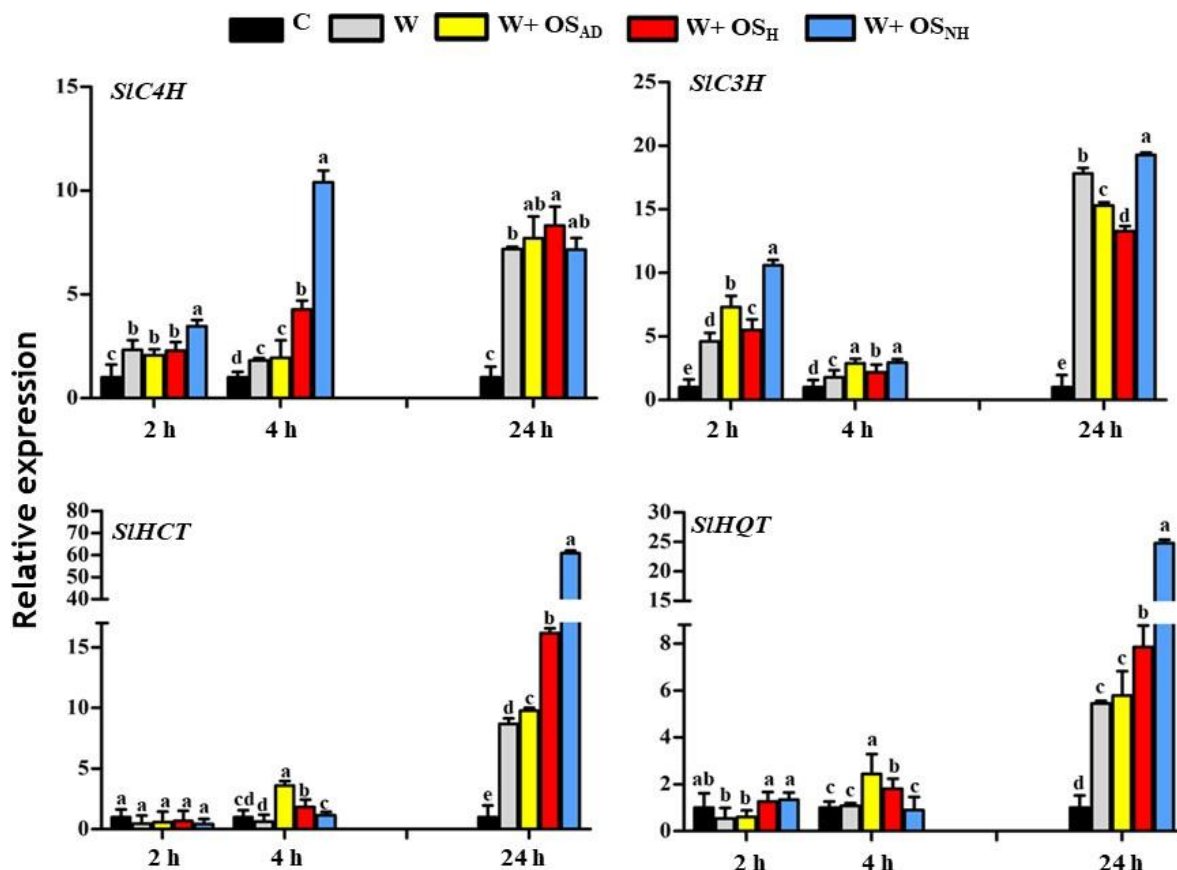 C W W+ OSAD W+ OSH W+ OSNH
Relative expression
SlC4H
15
10
5
0
c b b b a
d c c b a
c b ab a ab
2 h 4 h 24 h
SlC3H
25
20
15
10
5
0
e d b c a
d c a b a
e b c d a
2 h 4 h 24 h
SlHCT
80
70
60
50
40
15
10
5
0
a a a a a
cd d a b c
e d c b a
2 h 4 h 24 h
SlHQT
30
25
20
15
8
6
4
2
0
ab b b a a
c c a b c
d c c b a
2 h 4 h 24 h